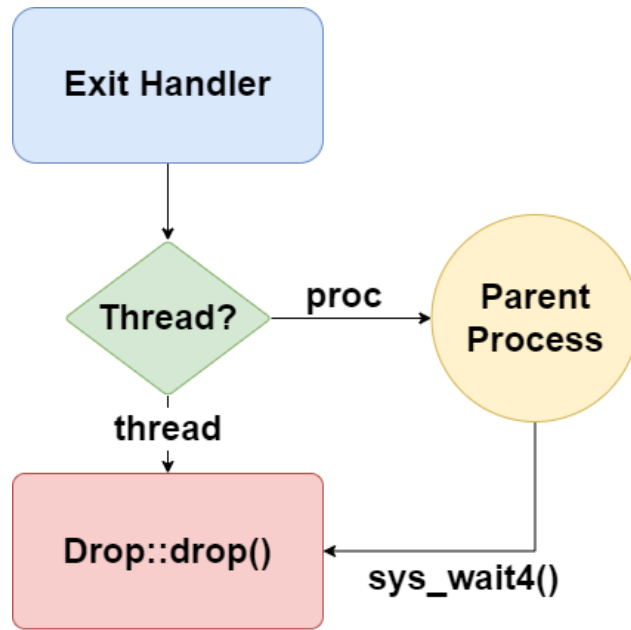 Exit Handler
Thread?
proc
Parent
Process
thread
Drop::drop()
sys_wait4()